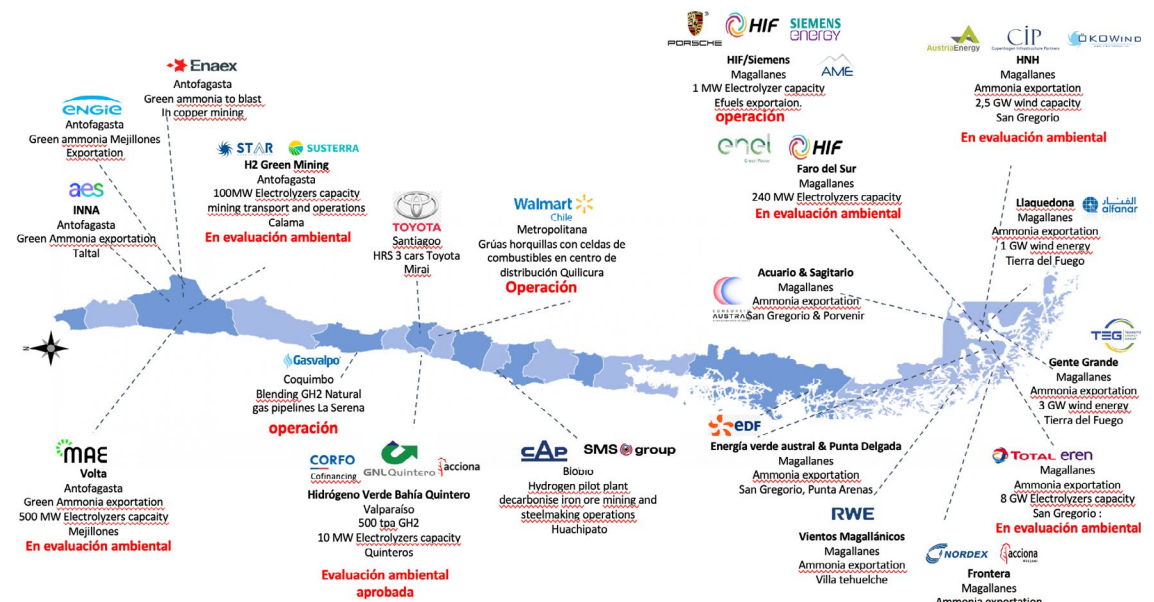 PORSCHE
HIF
SIEMENS
energy
HIF/Siemens
AME
Magallanes
1 MW Electrolyzer capacity
Efuels exportaion.
operación
AustriaEnergy
CIP
Copenhagen Infrastructure Partners
ÖKOWIND
HNH
Magallanes
Ammonia exportation
2,5 GW wind capacity
San Gregorio
En evaluación ambiental
Enaex
Antofagasta
Green ammonia to blast
In copper mining
ENGIE
Antofagasta
Green ammonia Mejillones
Exportation
STAR
SUSTERRA
H2 Green Mining
Antofagasta
100MW Electrolyzers capacity
mining transport and operations
Calama
En evaluación ambiental
aes
INNA
Antofagasta
Green Ammonia exportation
Taltal
TOYOTA
Santiagoo
HRS 3 cars Toyota
Mirai
Walmart
Chile
Metropolitana
Grúas horquillas con celdas de
combustibles en centro de
distribución Quilicura
Operación
enel
Green Power
HIF
Faro del Sur
Magallanes
240 MW Electrolyzers capacity
En evaluación ambiental
Llaquedona
الفنار
alfanar
Magallanes
Ammonia exportation
1 GW wind energy
Tierra del Fuego
Acuario & Sagitario
Magallanes
Ammonia exportation
San Gregorio & Porvenir
CONSORCIO
AUSTRAL
N
TEG
Gente Grande
Magallanes
Ammonia exportation
3 GW wind energy
Tierra del Fuego
Gasvalpo
Coquimbo
Blending GH2 Natural
gas pipelines La Serena
operación
MAE
Volta
Antofagasta
Green Ammonia exportation
500 MW Electrolyzers capcaity
Mejillones
En evaluación ambiental
CORFO
Cofinancing
GNLQuintero
acciona
Hidrógeno Verde Bahía Quintero
Valparaíso
500 tpa GH2
10 MW Electrolyzers capacity
Quinteros
Evaluación ambiental
aprobada
CAP
SMS group
Biobío
Hydrogen pilot plant
decarbonise iron ore mining and
steelmaking operations
Huachipato
eDF
Energía verde austral & Punta Delgada
Magallanes
Ammonia exportation
San Gregorio, Punta Arenas
RWE
Vientos Magallánicos
Magallanes
Ammonia exportation
Villa tehuelche
TOTAL eren
Magallanes
Ammonia exportation
8 GW Electrolyzers capacity
San Gregorio :
En evaluación ambiental
NORDEX
acciona
Frontera
Magallanes
Ammonia exportation